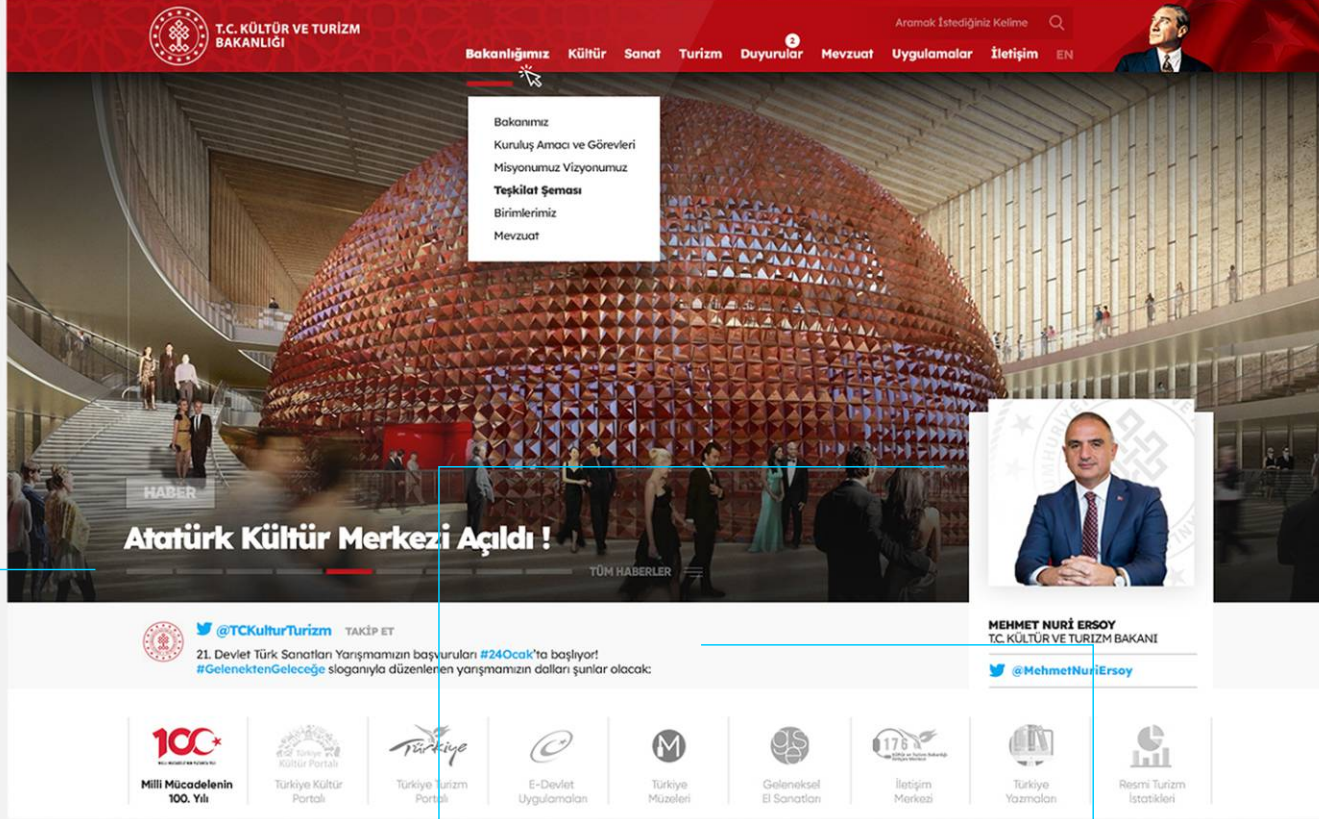 T.C. KÜLTÜR VE TURİZM
BAKANLIĞI
Aramak İstediğiniz Kelime
Bakanlığımız Kültür Sanat Turizm Duyurular 2 Mevzuat Uygulamalar İletişim EN
Bakanımız
Kuruluş Amacı ve Görevleri
Misyonumuz Vizyonumuz
Teşkilat Şeması
Birimlerimiz
Mevzuat
HABER
Atatürk Kültür Merkezi Açıldı !
TÜM HABERLER
MEHMET NURİ ERSOY
T.C. KÜLTÜR VE TURİZM BAKANI
@MehmetNuriErsoy
@TCKulturTurizm TAKİP ET
21. Devlet Türk Sanatları Yarışmamızın başvuruları #24Ocak'ta başlıyor!
#GelenektenGeleceğe sloganıyla düzenlenen yarışmamızın dalları şunlar olacak:
100
Milli Mücadelenin
100. Yılı
Türkiye
Kültür Portalı
Türkiye Kültür
Portalı
Türkiye
Türkiye Turizm
Portalı
E-Devlet
Uygulamaları
M
Türkiye
Müzeleri
Geleneksel
El Sanatları
176
İletişim
Merkezi
Türkiye
Yazmaları
Resmi Turizm
İstatikleri